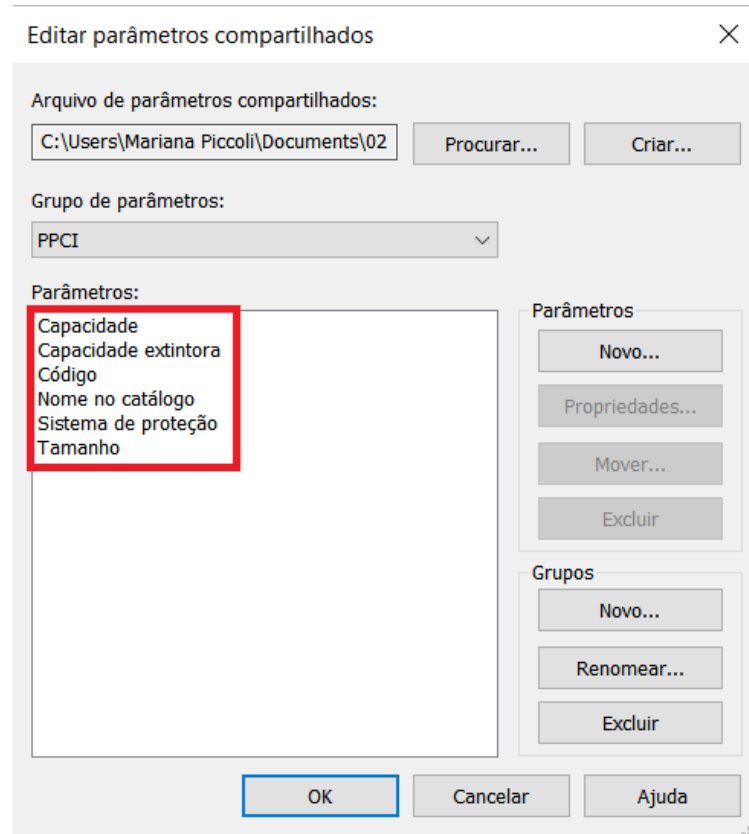 Editar parâmetros compartilhados
Arquivo de parâmetros compartilhados:
C:\Users\Mariana Piccoli\Documents\02
Procurar...
Criar...
Grupo de parâmetros:
PPCI
Parâmetros:
Capacidade
Capacidade extintora
Código
Nome no catálogo
Sistema de proteção
Tamanho
Parâmetros
Novo...
Propriedades...
Mover...
Excluir
Grupos
Novo...
Renomear...
Excluir
OK
Cancelar
Ajuda